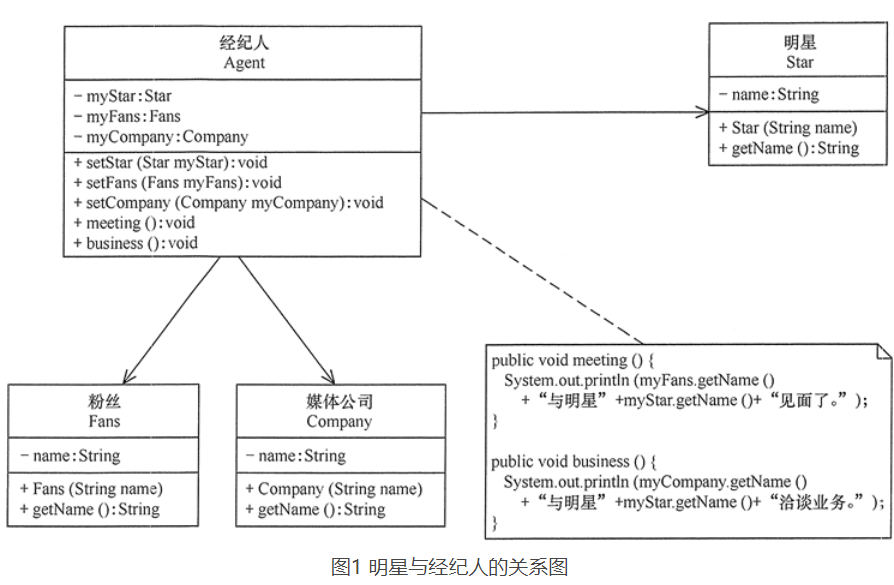 经纪人
Agent
- myStar:Star
- myFans:Fans
- myCompany:Company
+ setStar (Star myStar):void
+ setFans (Fans myFans):void
+ setCompany (Company myCompany):void
+ meeting ():void
+ business ():void
明星
Star
- name:String
+ Star (String name)
+ getName ():String
粉丝
Fans
- name:String
+ Fans (String name)
+ getName ():String
媒体公司
Company
- name:String
+ Company (String name)
+ getName ():String
public void meeting () {
System.out.println (myFans.getName ()
+ “与明星” +myStar.getName ()+ “见面了。” );
}
public void business () {
System.out.println (myCompany.getName ()
+ “与明星” +myStar.getName ()+ “洽谈业务。” );
}
图1 明星与经纪人的关系图